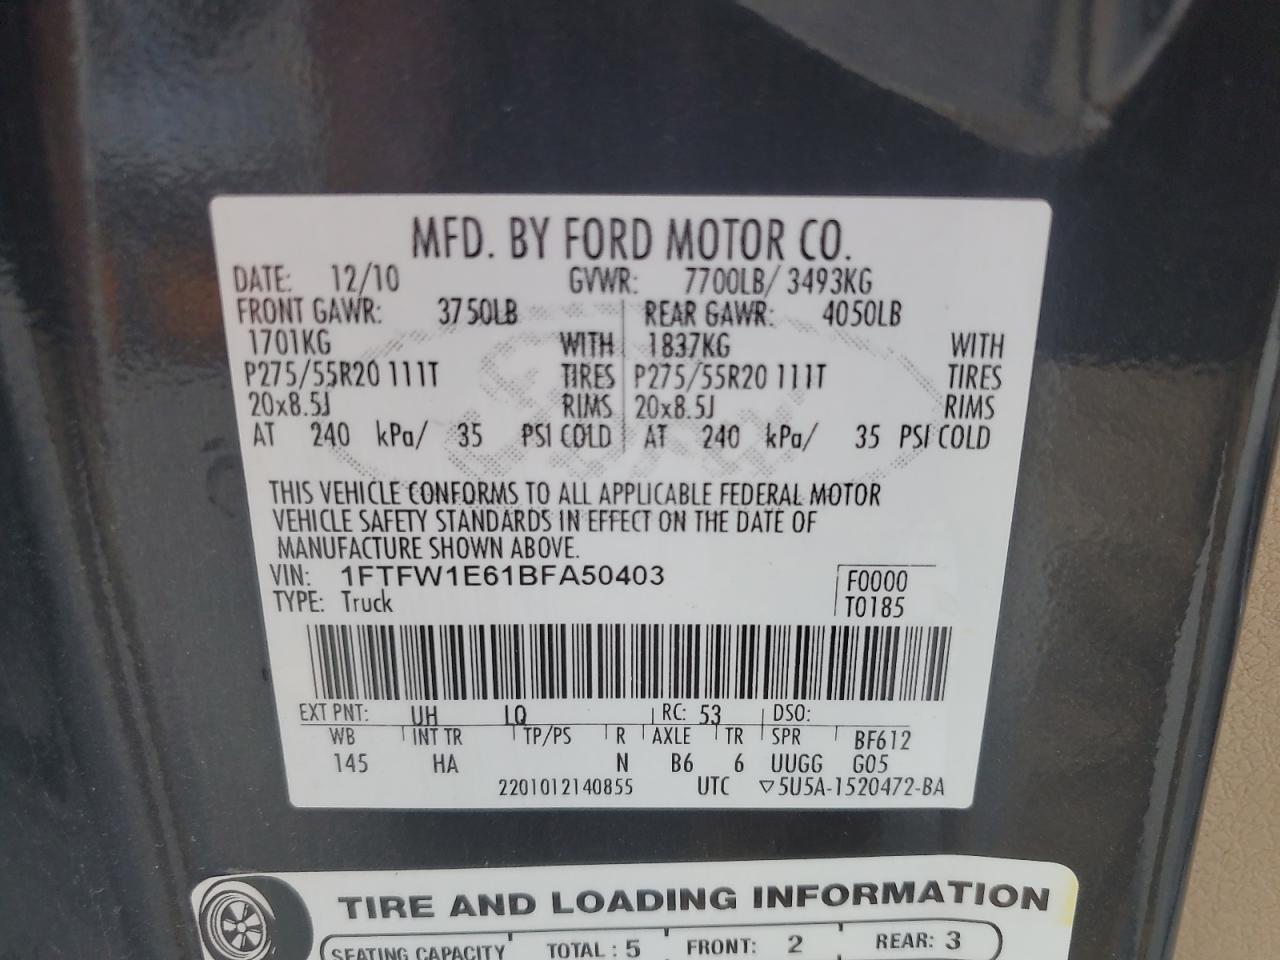 MFD. BY FORD MOTOR CO.
DATE: 12/10 GVWR: 7700LB/ 3493KG
FRONT GAWR: 3750LB REAR GAWR: 4050LB
1701KG WITH 1837KG WITH
P275/55R20 111T TIRES P275/55R20 111T TIRES
20x8.5J RIMS 20x8.5J RIMS
AT 240 kPa/ 35 PSI COLD AT 240 kPa/ 35 PSI COLD
THIS VEHICLE CONFORMS TO ALL APPLICABLE FEDERAL MOTOR
VEHICLE SAFETY STANDARDS IN EFFECT ON THE DATE OF
MANUFACTURE SHOWN ABOVE.
VIN: 1FTFW1E61BFA50403 F0000
TYPE: Truck T0185
EXT PNT: UH LQ RC: 53 DSO:
WB INT TR TP/PS R AXLE TR SPR BF612
145 HA N B6 6 UUGG G05
2201012140855 UTC ▽5U5A-1520472-BA
TIRE AND LOADING INFORMATION
SEATING CAPACITY TOTAL : 5 FRONT: 2 REAR: 3